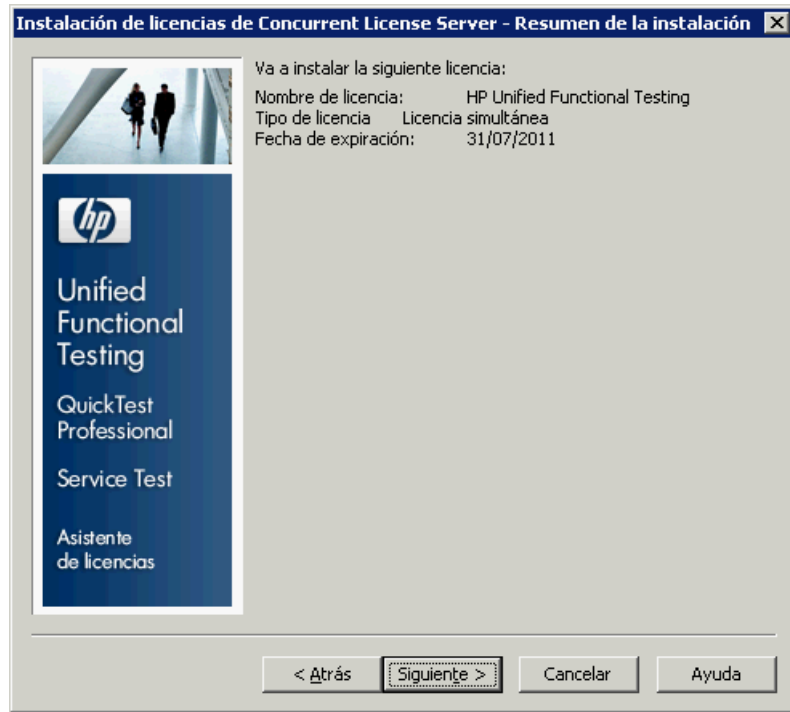 Instalación de licencias de Concurrent License Server - Resumen de la instalación
Va a instalar la siguiente licencia:
Nombre de licencia: HP Unified Functional Testing
Tipo de licencia Licencia simultánea
Fecha de expiración: 31/07/2011
hp
Unified
Functional
Testing
QuickTest
Professional
Service Test
Asistente
de licencias
< Atrás Siguiente > Cancelar Ayuda